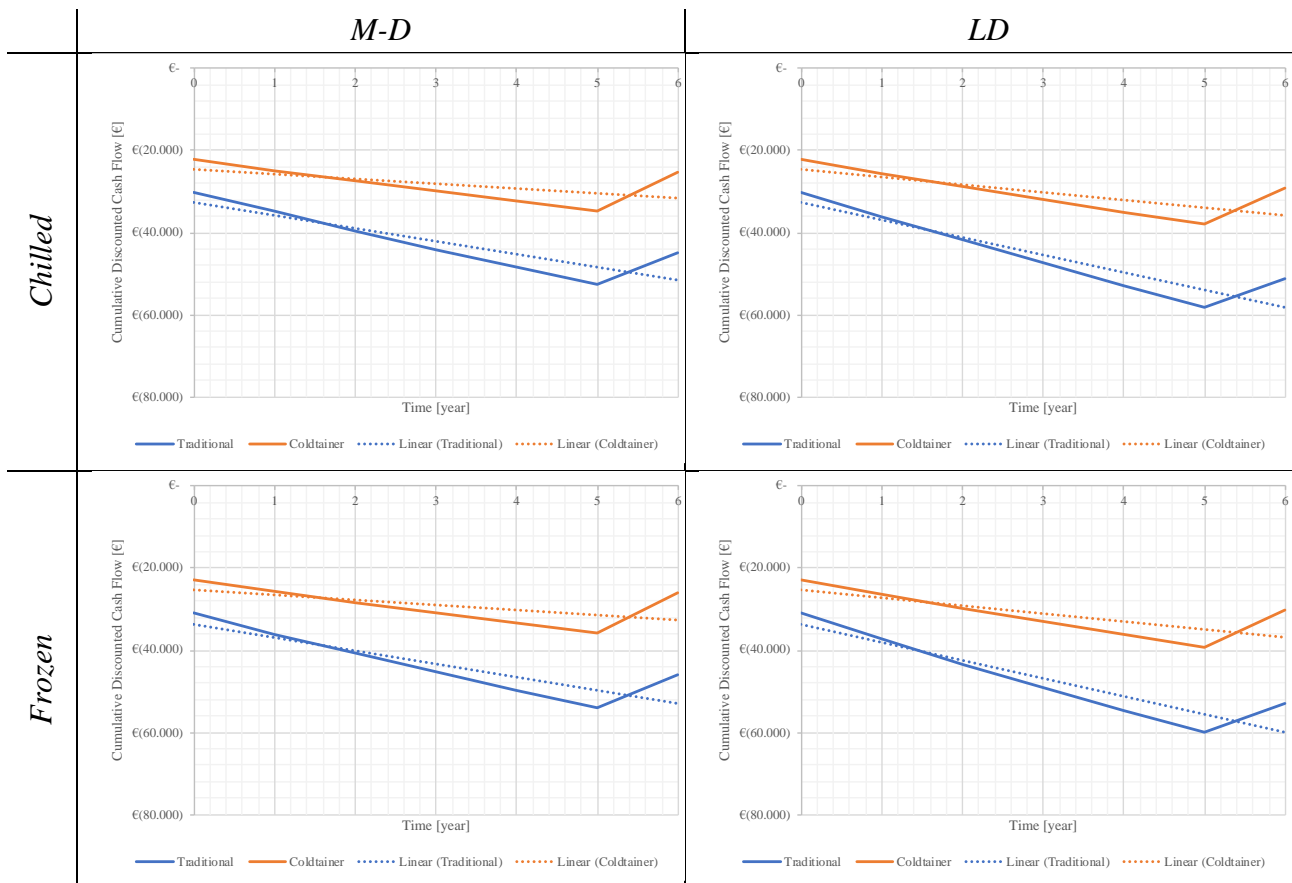 M-D
LD
Chilled
Cumulative Discounted Cash Flow [€]
€-
0 1 2 3 4 5 6
€(20.000)
€(40.000)
€(60.000)
€(80.000)
Time [year]
Traditional Coldtainer Linear (Traditional) Linear (Coldtainer)
Cumulative Discounted Cash Flow [€]
€-
0 1 2 3 4 5 6
€(20.000)
€(40.000)
€(60.000)
€(80.000)
Time [year]
Traditional Coldtainer Linear (Traditional) Linear (Coldtainer)
Frozen
Cumulative Discounted Cash Flow [€]
€-
0 1 2 3 4 5 6
€(20.000)
€(40.000)
€(60.000)
€(80.000)
Time [year]
Traditional Coldtainer Linear (Traditional) Linear (Coldtainer)
Cumulative Discounted Cash Flow [€]
€-
0 1 2 3 4 5 6
€(20.000)
€(40.000)
€(60.000)
€(80.000)
Time [year]
Traditional Coldtainer Linear (Traditional) Linear (Coldtainer)